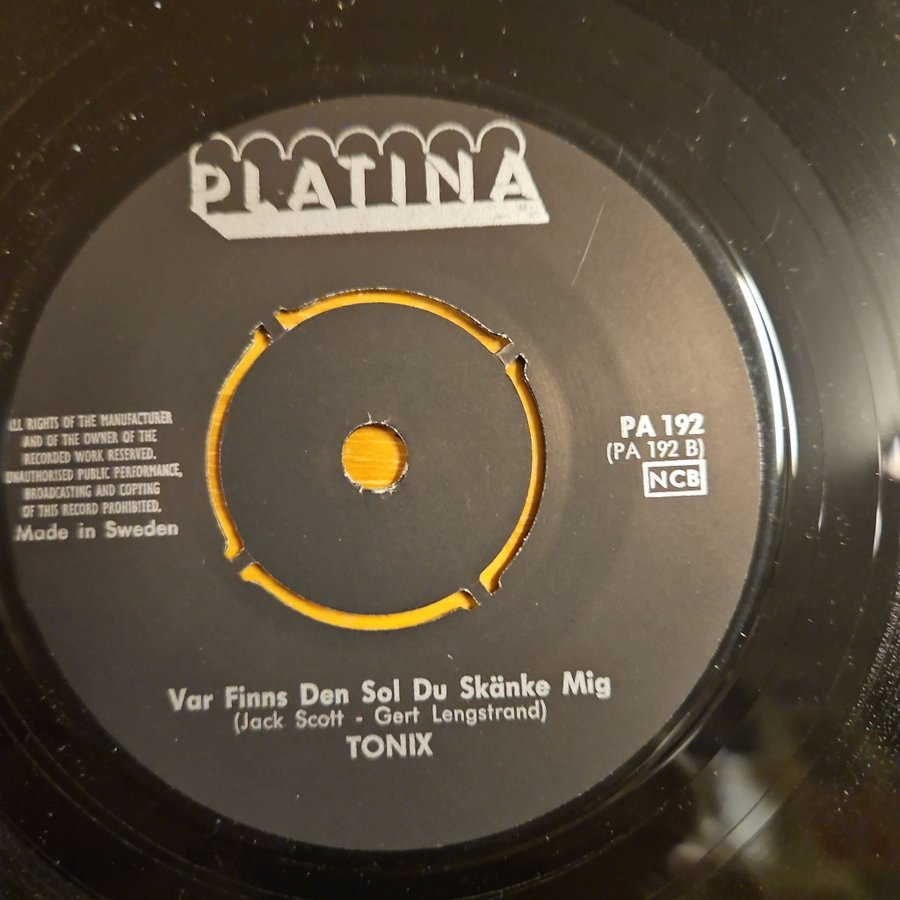 PLATINA
ALL RIGHTS OF THE MANUFACTURER
AND OF THE OWNER OF THE
RECORDED WORK RESERVED.
UNAUTHORISED PUBLIC PERFORMANCE,
BROADCASTING AND COPYING
OF THIS RECORD PROHIBITED.
Made in Sweden
PA 192
(PA 192 B)
NCB
Var Finns Den Sol Du Skänke Mig
(Jack Scott - Gert Lengstrand)
TONIX